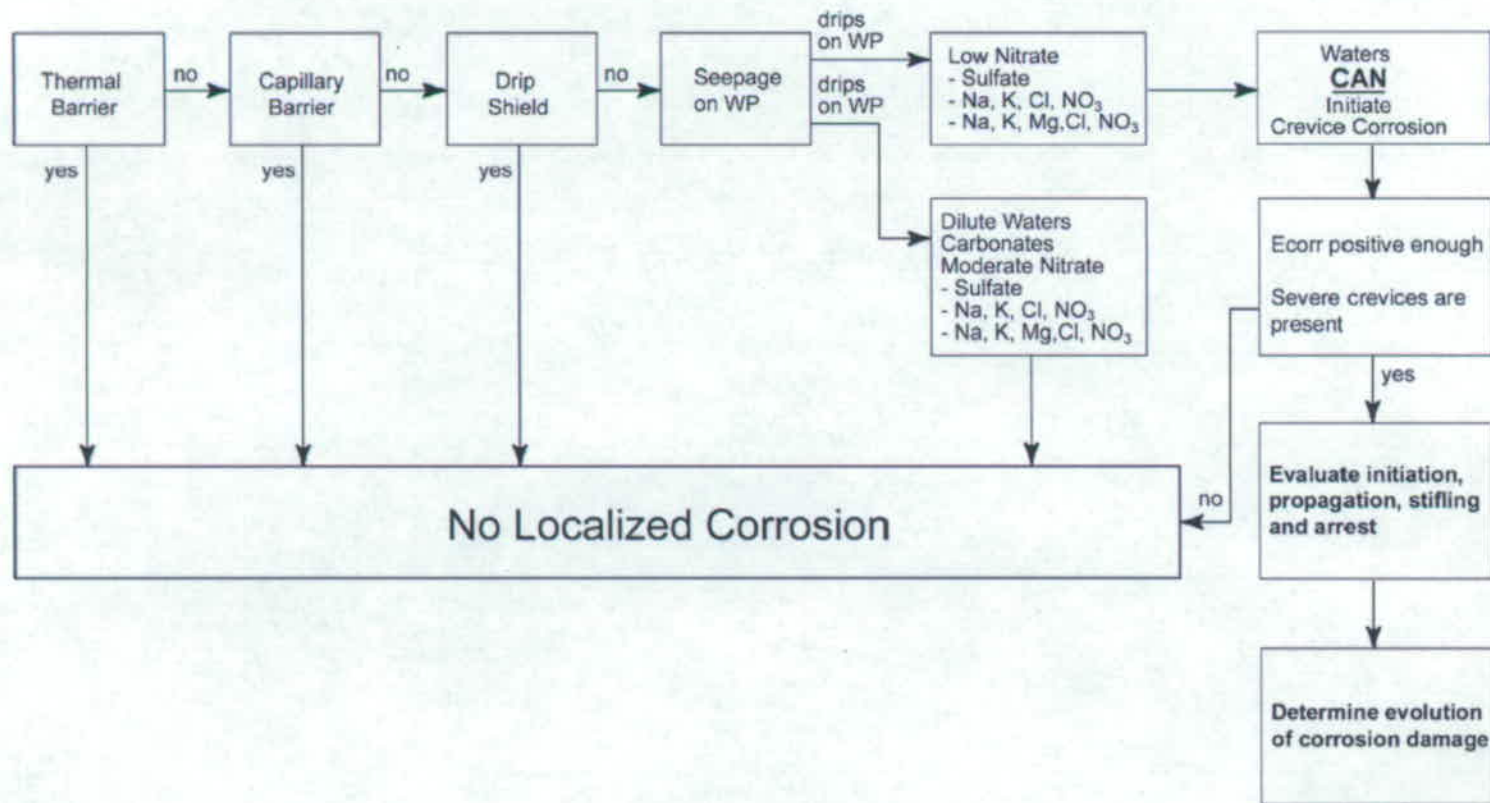 Thermal
Barrier
no
yes
Capillary
Barrier
no
yes
Drip
Shield
no
yes
Seepage
on WP
drips
on WP
drips
on WP
Low Nitrate
- Sulfate
- Na, K, Cl, NO₃
- Na, K, Mg,Cl, NO₃
Waters
CAN
Initiate
Crevice Corrosion
Dilute Waters
Carbonates
Moderate Nitrate
- Sulfate
- Na, K, Cl, NO₃
- Na, K, Mg,Cl, NO₃
Ecorr positive enough
Severe crevices are
present
yes
no
No Localized Corrosion
Evaluate initiation,
propagation, stifling
and arrest
Determine evolution
of corrosion damage